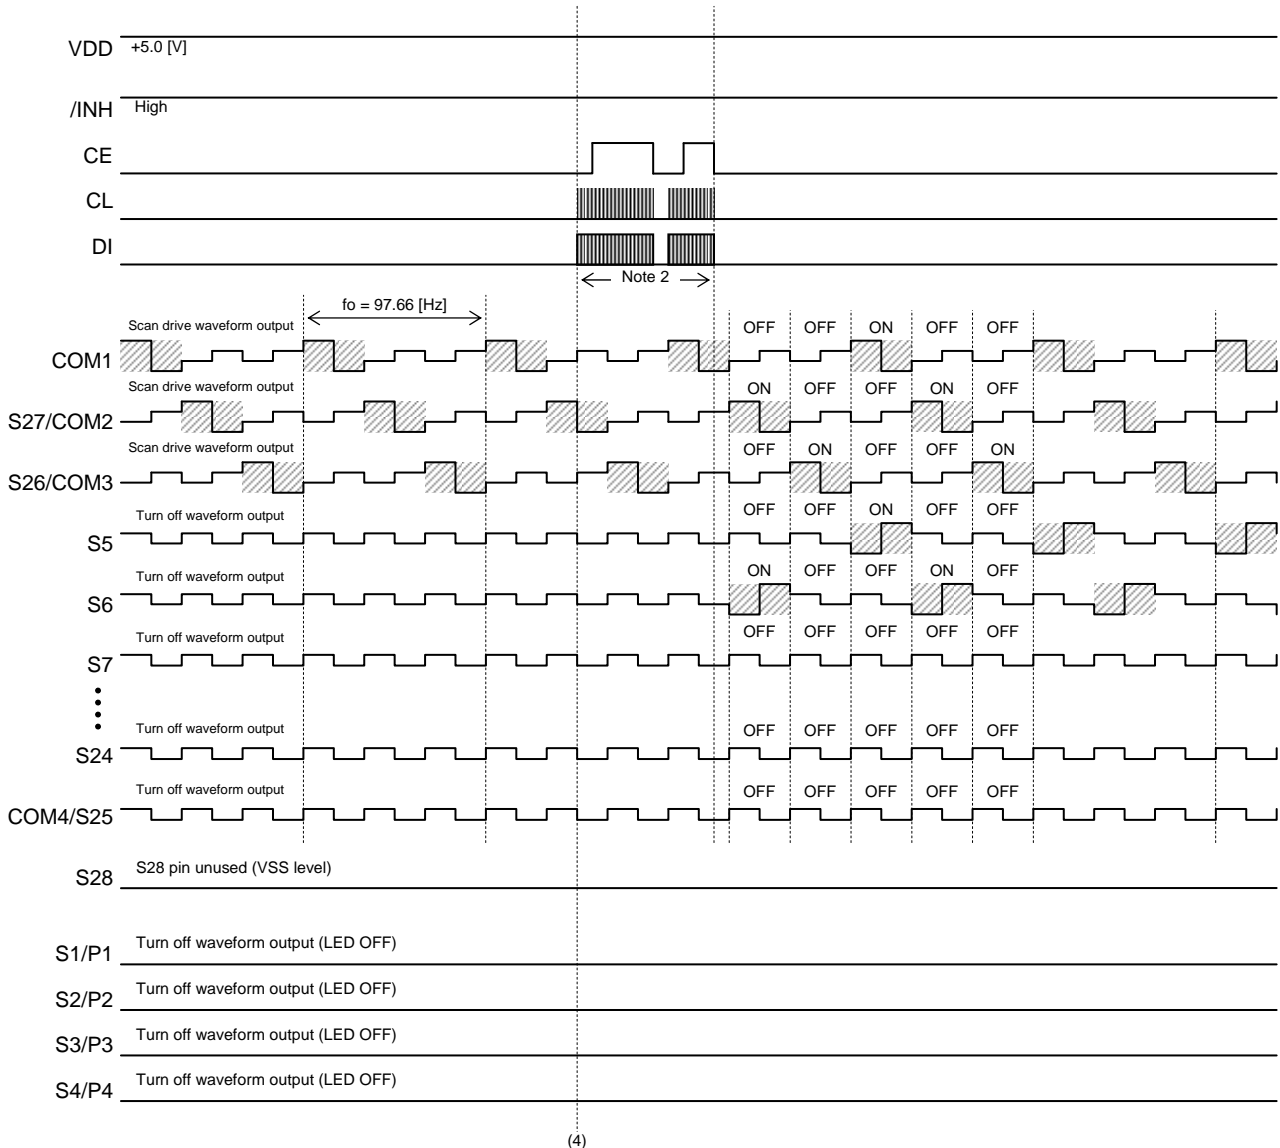 VDD +5.0 [V]
/INH High
CE
CL
DI
Note 2
fo = 97.66 [Hz]
Scan drive waveform output OFF OFF ON OFF OFF
COM1
Scan drive waveform output ON OFF OFF ON OFF
S27/COM2
Scan drive waveform output OFF ON OFF OFF ON
S26/COM3
Turn off waveform output OFF OFF ON OFF OFF
S5
Turn off waveform output ON OFF OFF ON OFF
S6
Turn off waveform output OFF OFF OFF OFF OFF
S7
Turn off waveform output OFF OFF OFF OFF OFF
S24
Turn off waveform output OFF OFF OFF OFF OFF
COM4/S25
S28 S28 pin unused (VSS level)
S1/P1 Turn off waveform output (LED OFF)
S2/P2 Turn off waveform output (LED OFF)
S3/P3 Turn off waveform output (LED OFF)
S4/P4 Turn off waveform output (LED OFF)
(4)